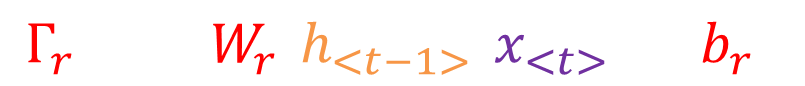 Γᵣ Wᵣ h<t−1> x<t> bᵣ